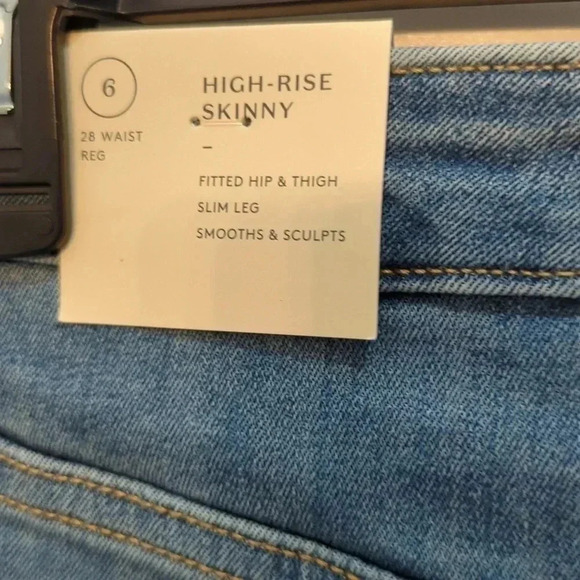 6
28 WAIST
REG
HIGH-RISE
SKINNY
–
FITTED HIP & THIGH
SLIM LEG
SMOOTHS & SCULPTS